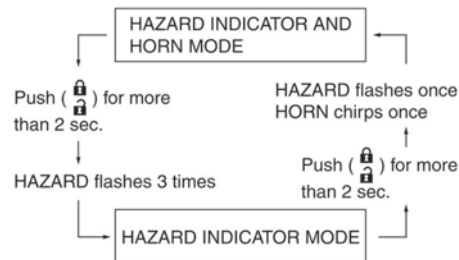 HAZARD INDICATOR AND
HORN MODE
Push ( ) for more
than 2 sec.
HAZARD flashes 3 times
HAZARD INDICATOR MODE
Push ( ) for more
than 2 sec.
HAZARD flashes once
HORN chirps once